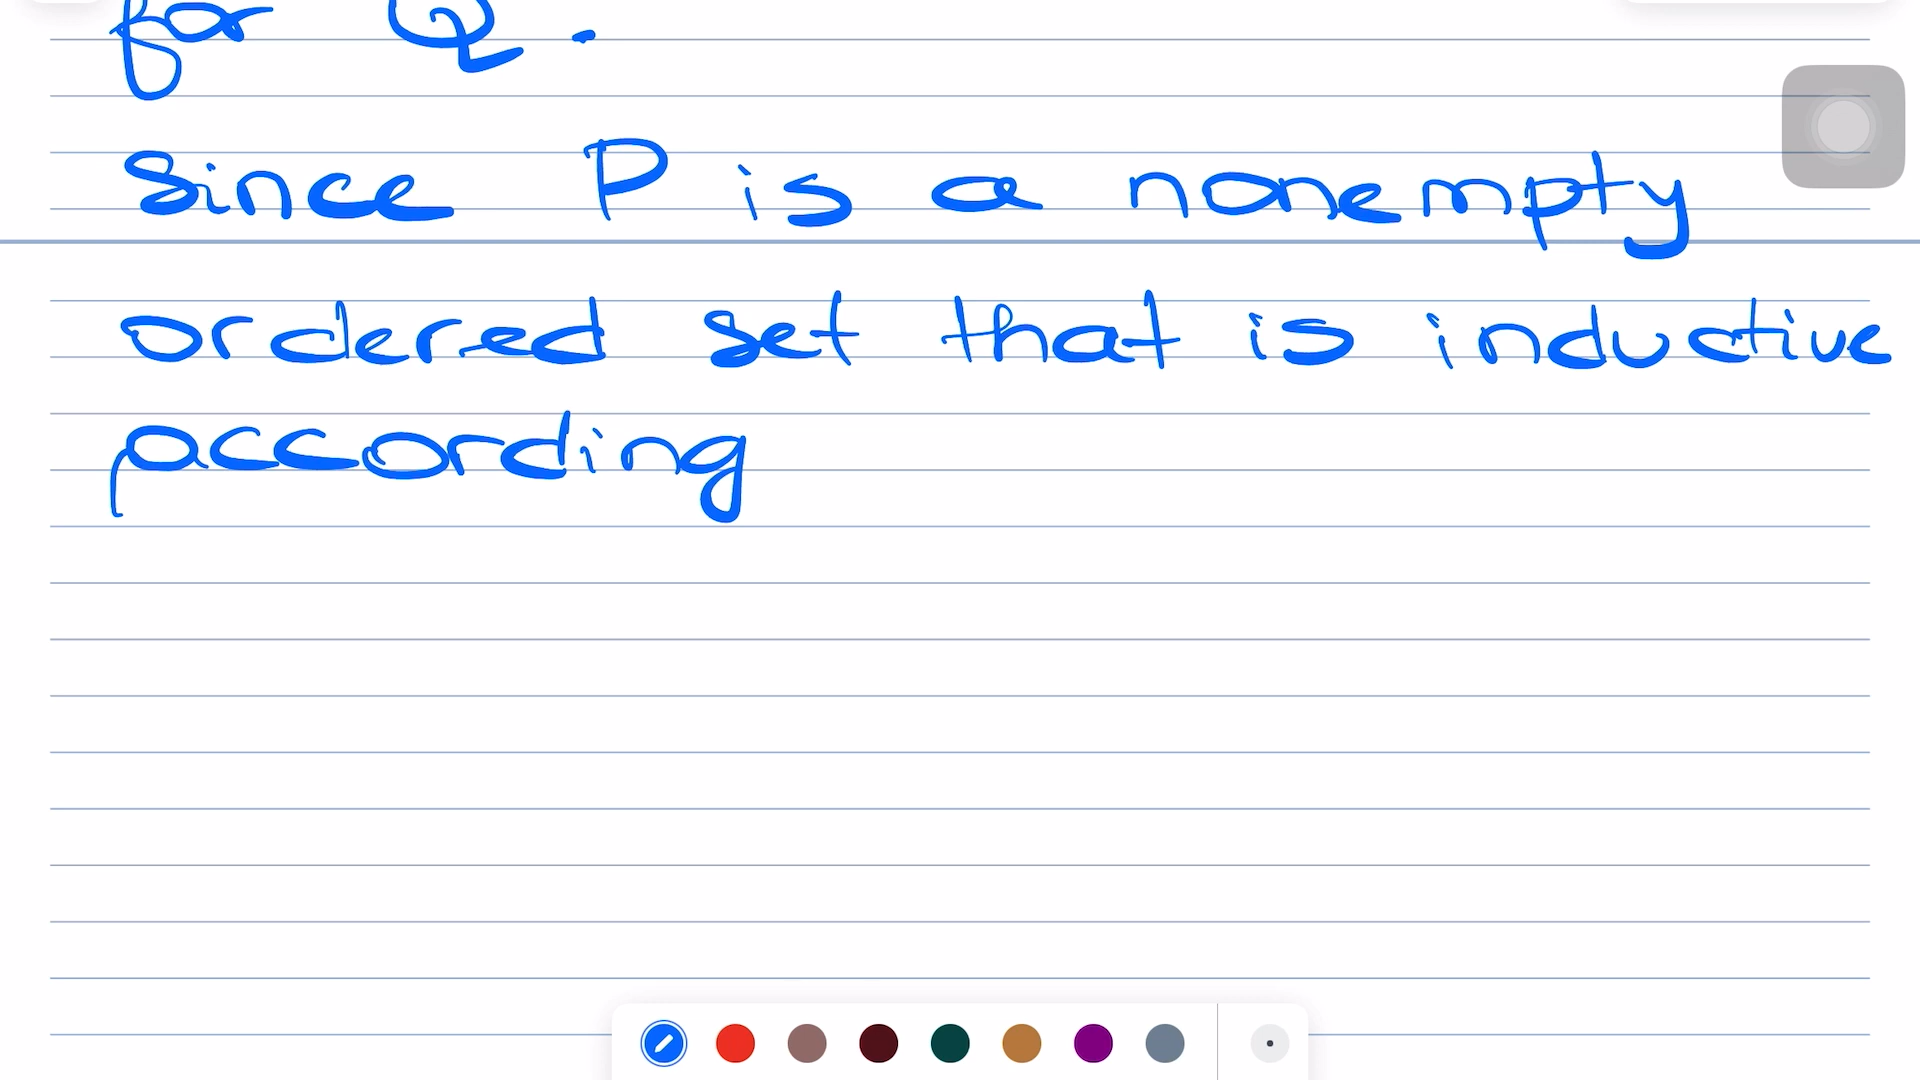 for Q.
Since P is a nonempty
ordered set that is inductive
, according